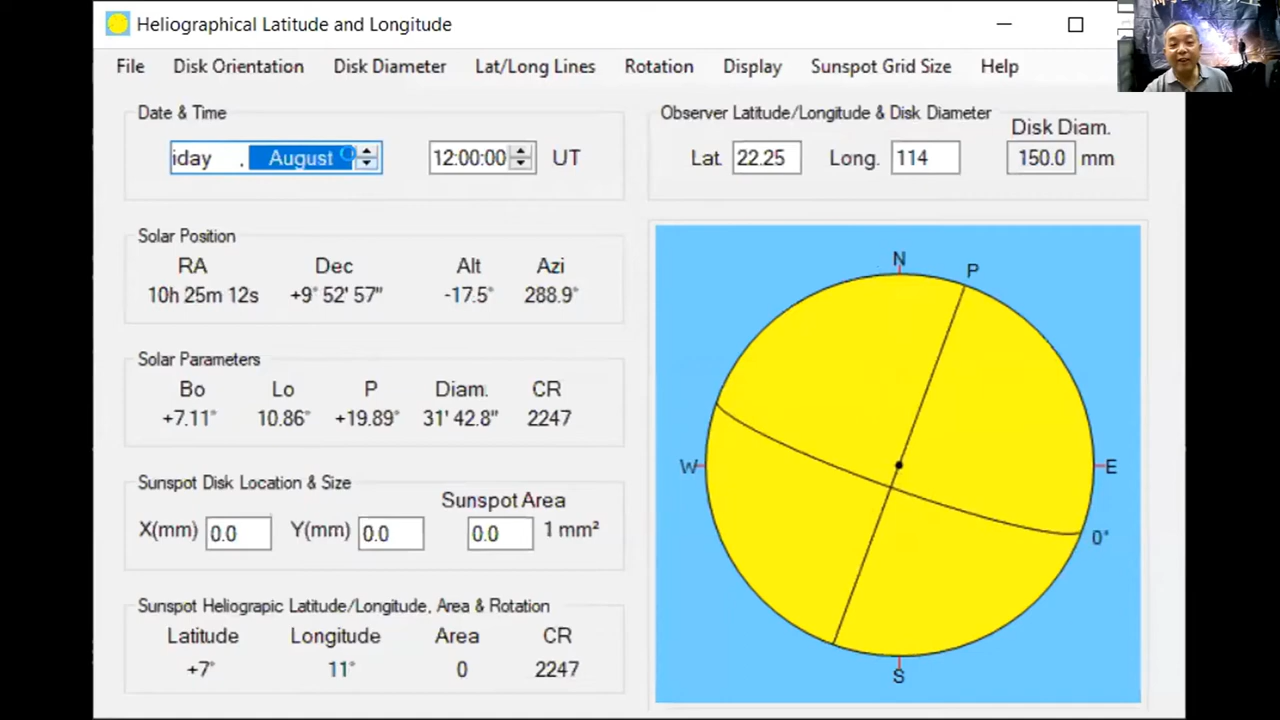 Heliographical Latitude and Longitude
File Disk Orientation Disk Diameter Lat/Long Lines Rotation Display Sunspot Grid Size Help
Date & Time
iday , August
12:00:00 UT
Observer Latitude/Longitude & Disk Diameter
Disk Diam.
Lat. 22.25 Long. 114 150.0 mm
Solar Position
RA Dec Alt Azi
10h 25m 12s +9° 52' 57" -17.5° 288.9°
Solar Parameters
Bo Lo P Diam. CR
+7.11° 10.86° +19.89° 31' 42.8" 2247
Sunspot Disk Location & Size
Sunspot Area
X(mm) 0.0 Y(mm) 0.0 0.0 1 mm²
Sunspot Heliograpic Latitude/Longitude, Area & Rotation
Latitude Longitude Area CR
+7° 11° 0 2247
N
P
W
E
0°
S